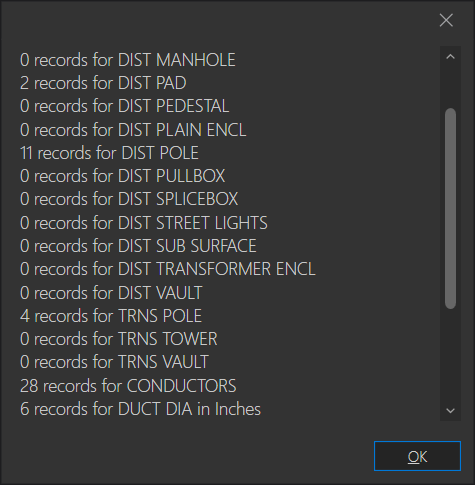 0 records for DIST MANHOLE
2 records for DIST PAD
0 records for DIST PEDESTAL
0 records for DIST PLAIN ENCL
11 records for DIST POLE
0 records for DIST PULLBOX
0 records for DIST SPLICEBOX
0 records for DIST STREET LIGHTS
0 records for DIST SUB SURFACE
0 records for DIST TRANSFORMER ENCL
0 records for DIST VAULT
4 records for TRNS POLE
0 records for TRNS TOWER
0 records for TRNS VAULT
28 records for CONDUCTORS
6 records for DUCT DIA in Inches
OK